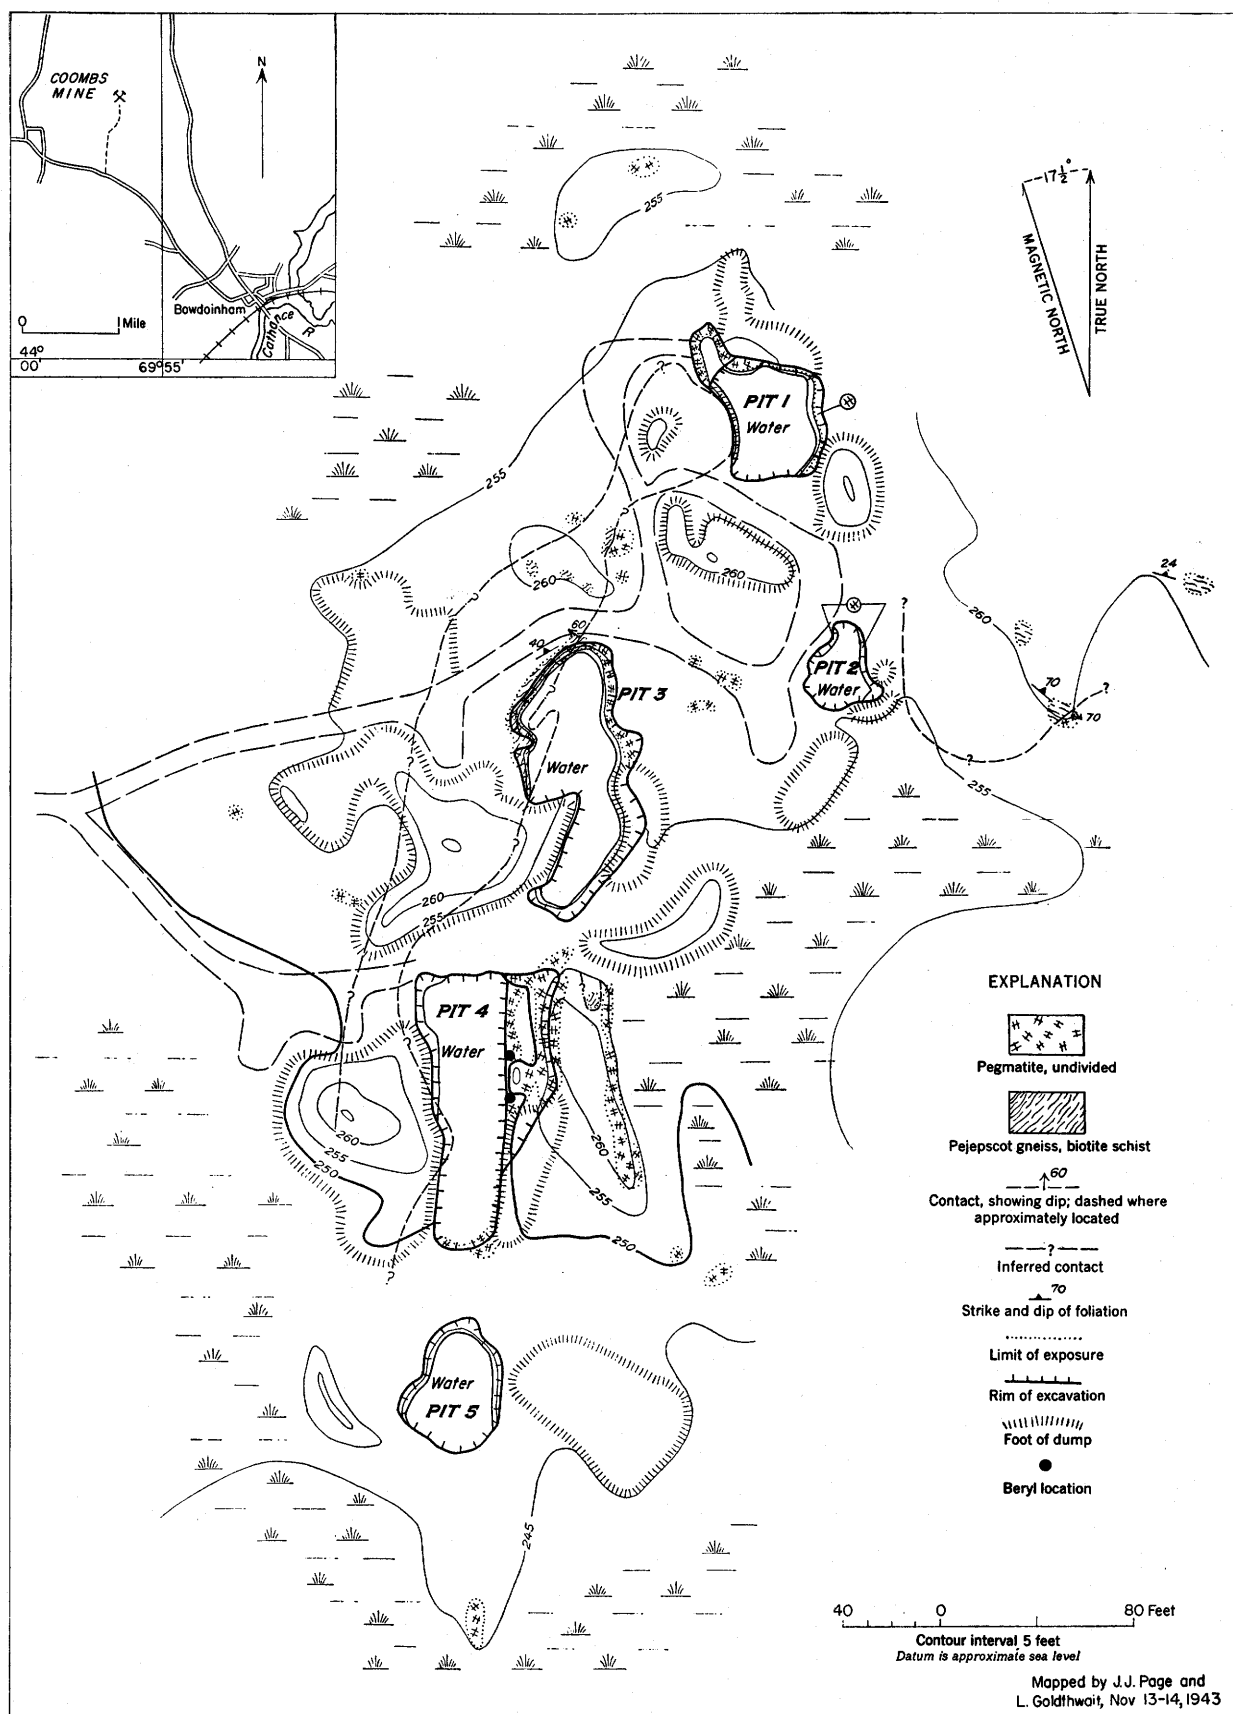 COOMBS
MINE
N
Bowdoinham
Cathance R
0 1 Mile
44°
00'
69°55'
255
17½°
MAGNETIC NORTH
TRUE NORTH
PIT 1
Water
?
255
?
260
260
?
24
260
?
60
40
PIT 2
Water
PIT 3
?
70
?
70
?
Water
?
255
?
260
255
?
PIT 4
Water
?
?
260
255
250
260
255
250
?
Water
PIT 5
245
EXPLANATION
Pegmatite, undivided
Pejepscot gneiss, biotite schist
60
Contact, showing dip; dashed where
approximately located
?
Inferred contact
70
Strike and dip of foliation
Limit of exposure
Rim of excavation
Foot of dump
Beryl location
40 0 80 Feet
Contour interval 5 feet
Datum is approximate sea level
Mapped by J.J. Page and
L. Goldthwait, Nov 13-14, 1943